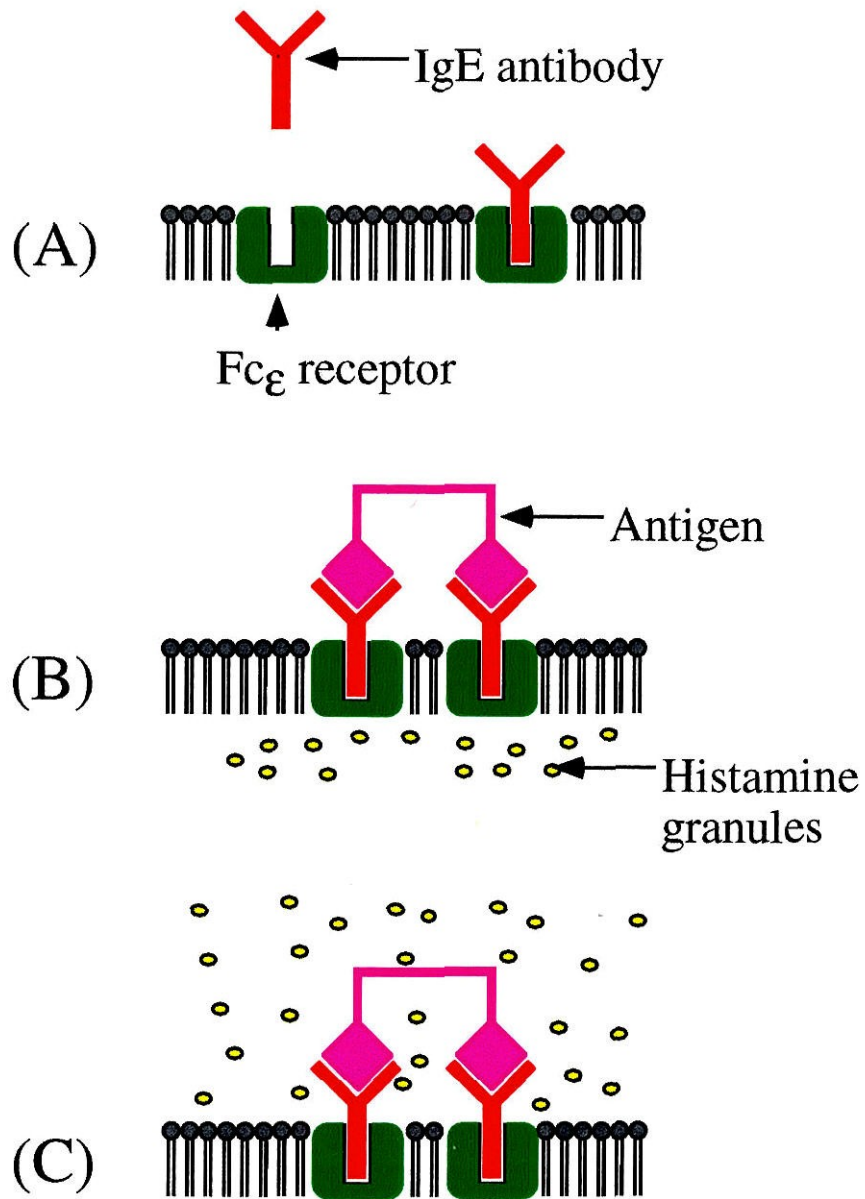 IgE antibody
(A)
Fcε receptor
Antigen
(B)
Histamine
granules
(C)